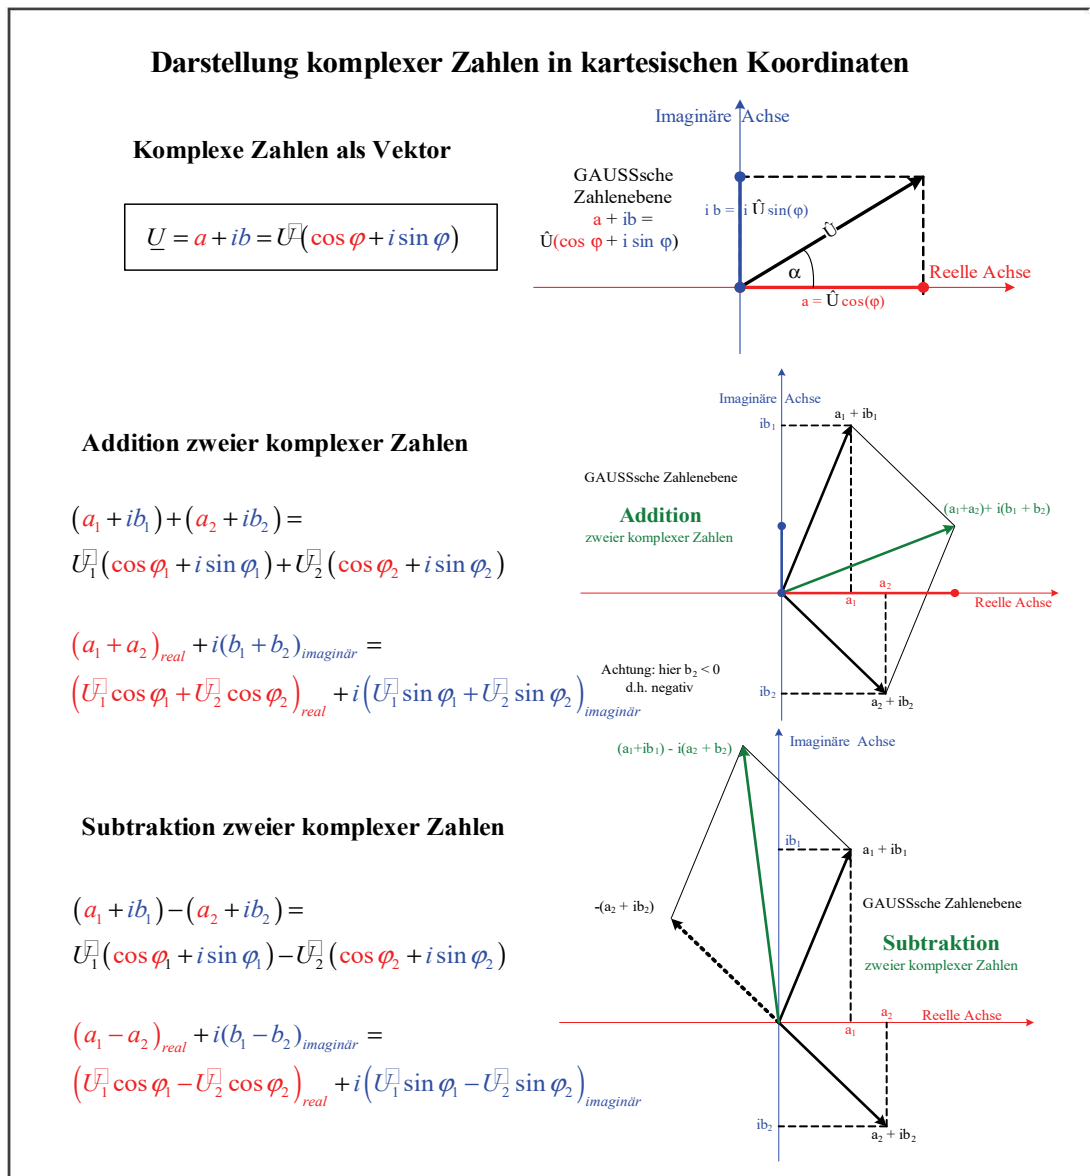 Darstellung komplexer Zahlen in kartesischen Koordinaten
Komplexe Zahlen als Vektor
U = a + ib = Û(cos φ + i sin φ)
Imaginäre Achse
GAUSSsche
Zahlenebene
a + ib =
Û(cos φ + i sin φ)
i b = i Û sin(φ)
Û
α
Reelle Achse
a = Û cos(φ)
Addition zweier komplexer Zahlen
(a₁ + ib₁) + (a₂ + ib₂) =
Û₁(cos φ₁ + i sin φ₁) + Û₂(cos φ₂ + i sin φ₂)
(a₁ + a₂)real + i(b₁ + b₂)imaginär =
(Û₁ cos φ₁ + Û₂ cos φ₂)real + i(Û₁ sin φ₁ + Û₂ sin φ₂)imaginär
Imaginäre Achse
ib₁
a₁ + ib₁
GAUSSsche Zahlenebene
Addition
zweier komplexer Zahlen
(a₁+a₂)+ i(b₁ + b₂)
a₂
a₁
Reelle Achse
Achtung: hier b₂ < 0
d.h. negativ
ib₂
a₂ + ib₂
Subtraktion zweier komplexer Zahlen
(a₁ + ib₁) − (a₂ + ib₂) =
Û₁(cos φ₁ + i sin φ₁) − Û₂(cos φ₂ + i sin φ₂)
(a₁ − a₂)real + i(b₁ − b₂)imaginär =
(Û₁ cos φ₁ − Û₂ cos φ₂)real + i(Û₁ sin φ₁ − Û₂ sin φ₂)imaginär
(a₁+ib₁) - i(a₂ + b₂)
Imaginäre Achse
ib₁
a₁ + ib₁
-(a₂ + ib₂)
GAUSSsche Zahlenebene
Subtraktion
zweier komplexer Zahlen
a₂
a₁
Reelle Achse
ib₂
a₂ + ib₂